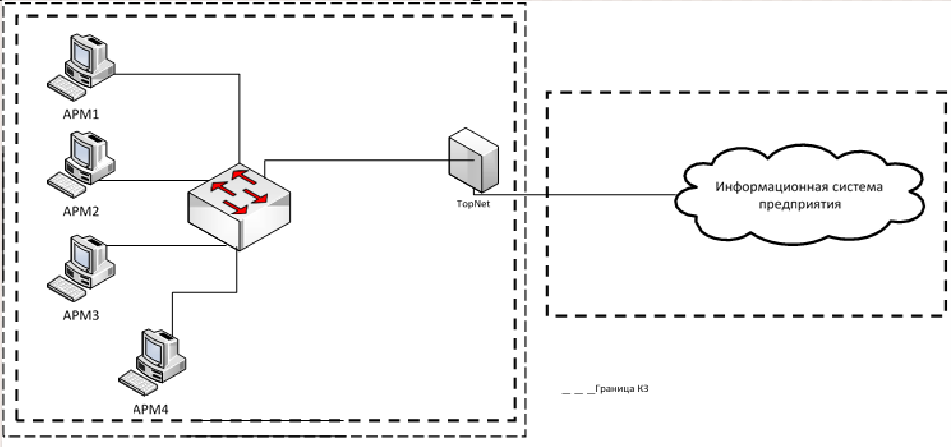 АРМ1
АРМ2
АРМ3
АРМ4
TopNet
Информационная система
предприятия
Граница КЗ